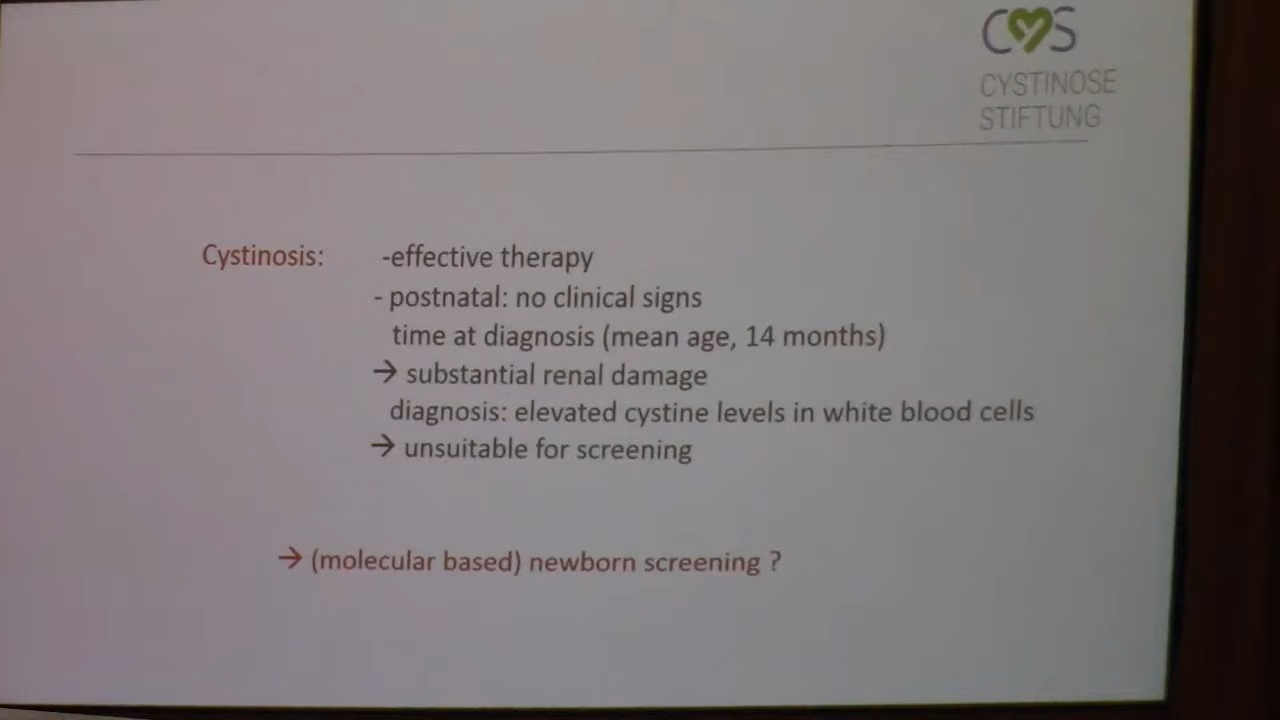 CYSTINOSE
STIFTUNG
Cystinosis: -effective therapy
- postnatal: no clinical signs
time at diagnosis (mean age, 14 months)
→ substantial renal damage
diagnosis: elevated cystine levels in white blood cells
→ unsuitable for screening
→ (molecular based) newborn screening ?